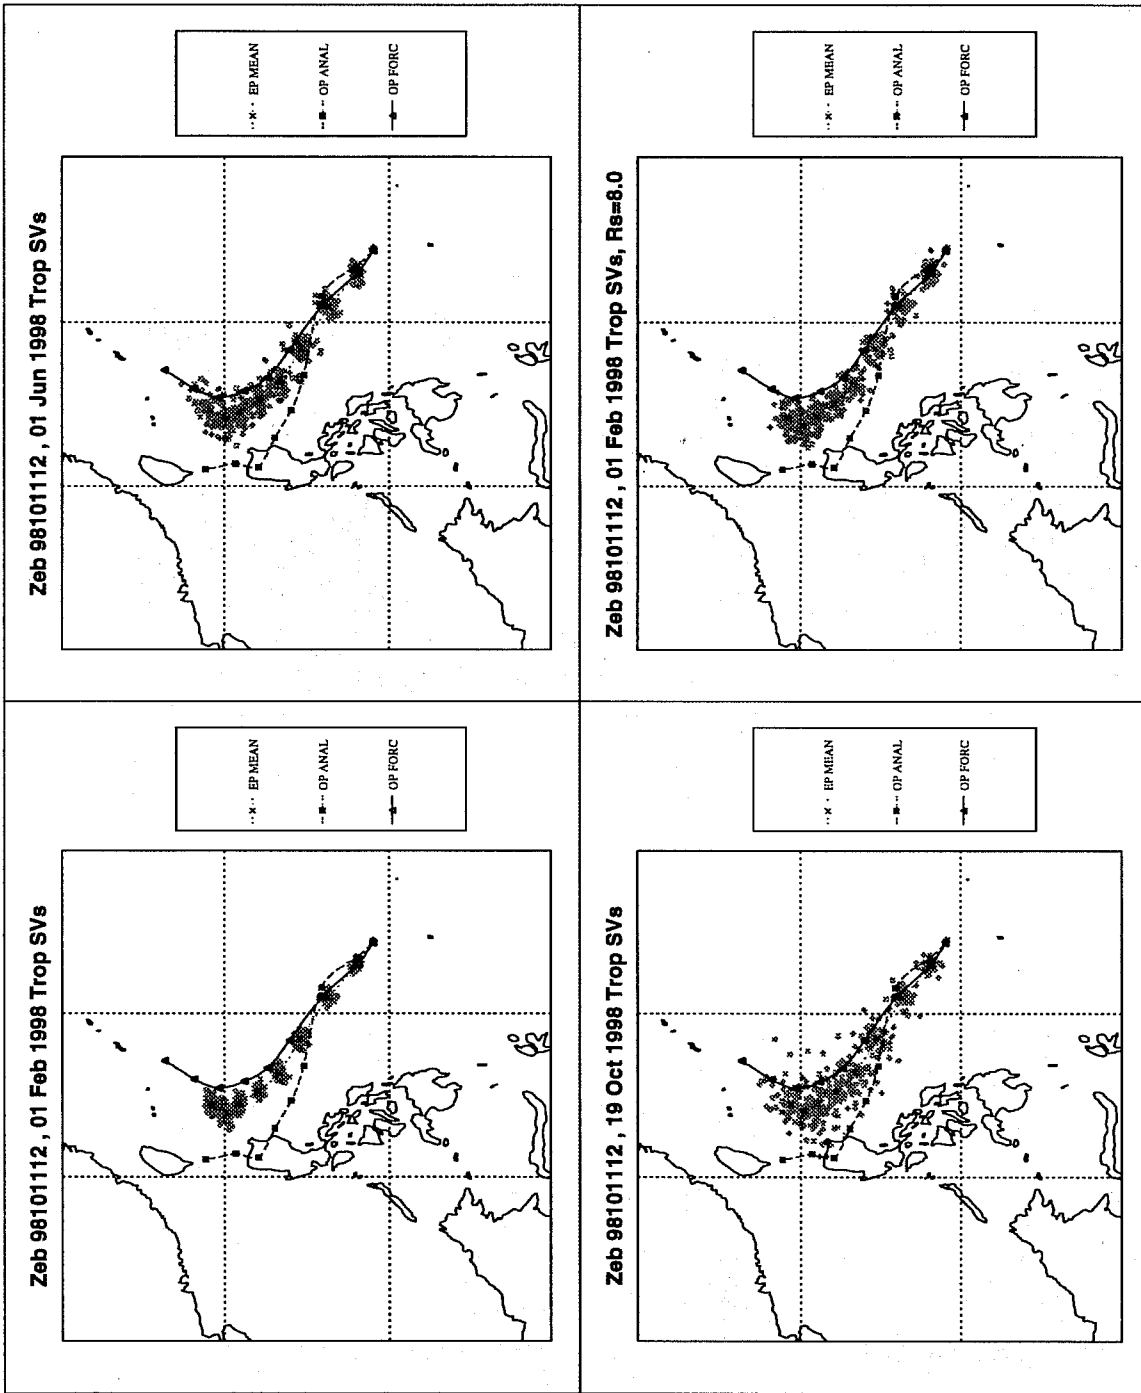 Zeb 98101112 , 01 Feb 1998 Trop SVs
EP MEAN
OP ANAL
OP FORC
Zeb 98101112 , 01 Jun 1998 Trop SVs
EP MEAN
OP ANAL
OP FORC
Zeb 98101112 , 19 Oct 1998 Trop SVs
EP MEAN
OP ANAL
OP FORC
Zeb 98101112 , 01 Feb 1998 Trop SVs, Rs=8.0
EP MEAN
OP ANAL
OP FORC